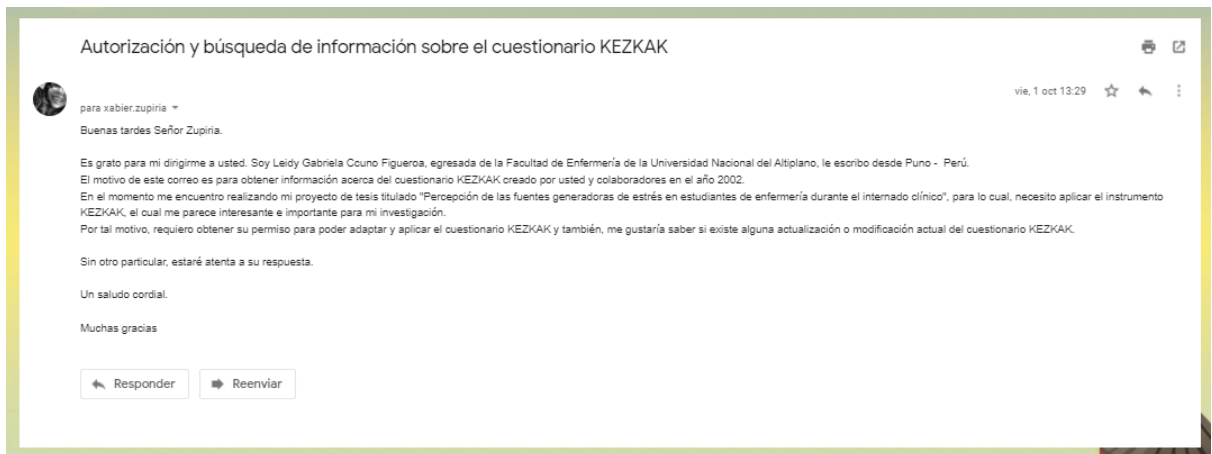 Autorización y búsqueda de información sobre el cuestionario KEZKAK
vie, 1 oct 13:29
para xabier.zupiria
Buenas tardes Señor Zupiria.
Es grato para mi dirigirme a usted. Soy Leidy Gabriela Ccuno Figueroa, egresada de la Facultad de Enfermería de la Universidad Nacional del Altiplano, le escribo desde Puno - Perú.
El motivo de este correo es para obtener información acerca del cuestionario KEZKAK creado por usted y colaboradores en el año 2002.
En el momento me encuentro realizando mi proyecto de tesis titulado "Percepción de las fuentes generadoras de estrés en estudiantes de enfermería durante el internado clínico", para lo cual, necesito aplicar el instrumento
KEZKAK, el cual me parece interesante e importante para mi investigación.
Por tal motivo, requiero obtener su permiso para poder adaptar y aplicar el cuestionario KEZKAK y también, me gustaría saber si existe alguna actualización o modificación actual del cuestionario KEZKAK.
Sin otro particular, estaré atenta a su respuesta.
Un saludo cordial.
Muchas gracias
Responder Reenviar